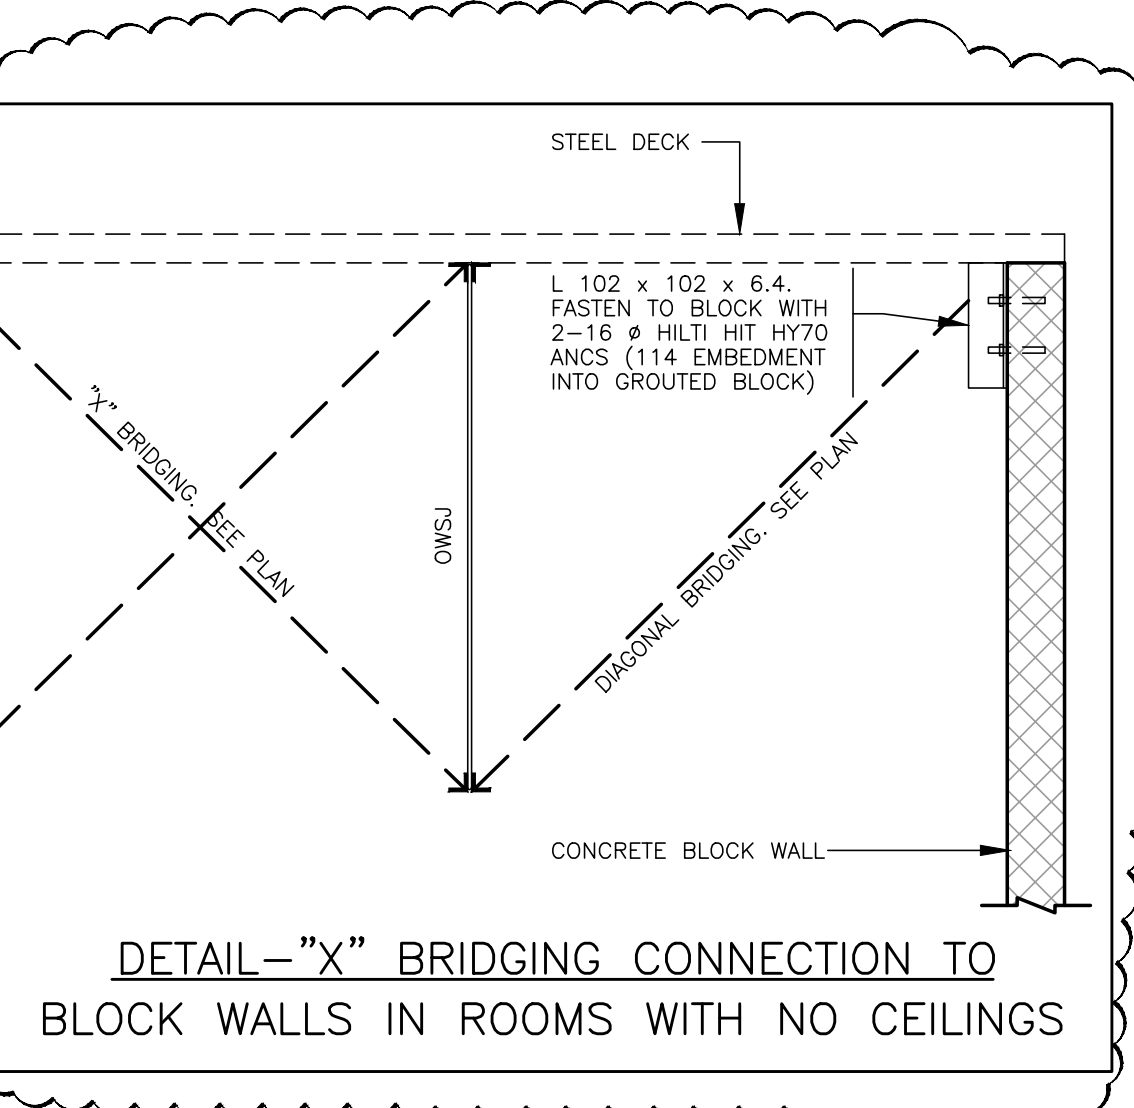 STEEL DECK
L 102 x 102 x 6.4.
FASTEN TO BLOCK WITH
2-16 ø HILTI HIT HY70
ANCS (114 EMBEDMENT
INTO GROUTED BLOCK)
"X" BRIDGING. SEE PLAN
OWSJ
DIAGONAL BRIDGING. SEE PLAN
CONCRETE BLOCK WALL
DETAIL-"X" BRIDGING CONNECTION TO
BLOCK WALLS IN ROOMS WITH NO CEILINGS